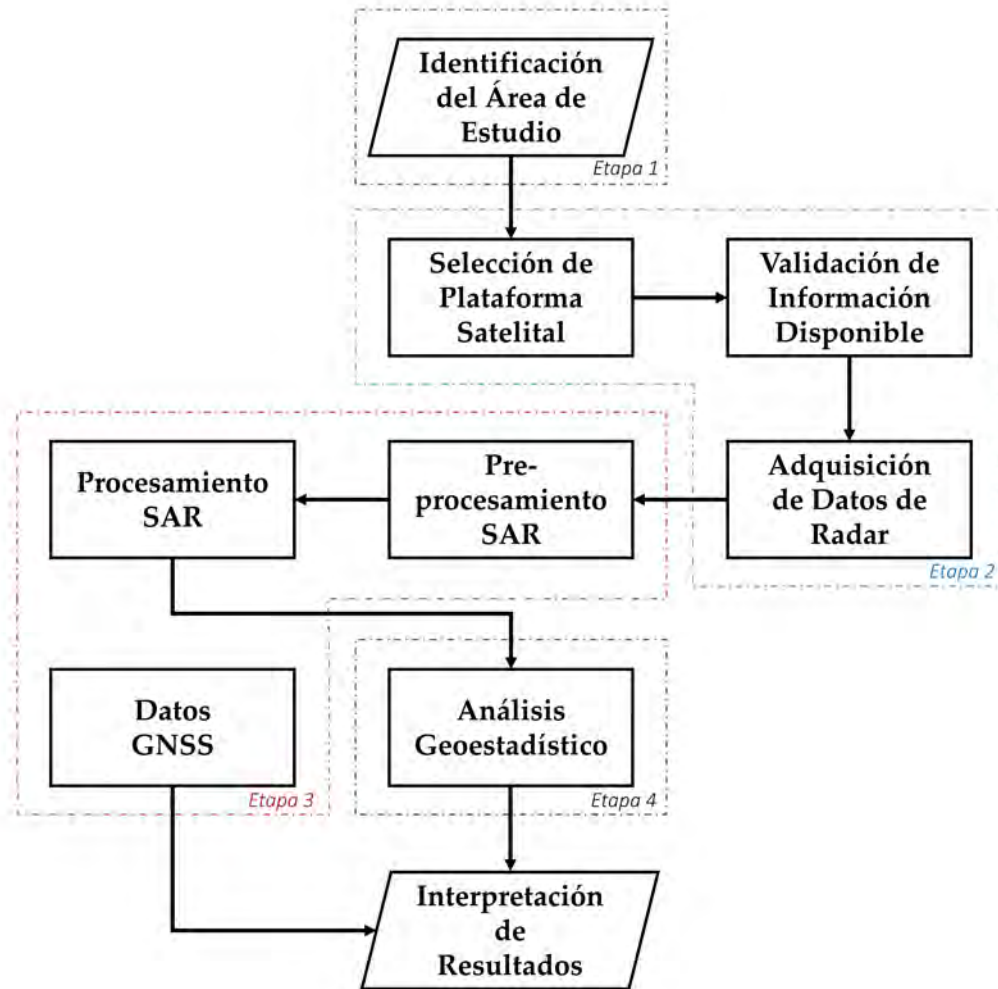 Identificación
del Área de
Estudio
Etapa 1
Selección de
Plataforma
Satelital
Validación de
Información
Disponible
Adquisición
de Datos de
Radar
Etapa 2
Pre-
procesamiento
SAR
Procesamiento
SAR
Datos
GNSS
Etapa 3
Análisis
Geoestadístico
Etapa 4
Interpretación
de
Resultados